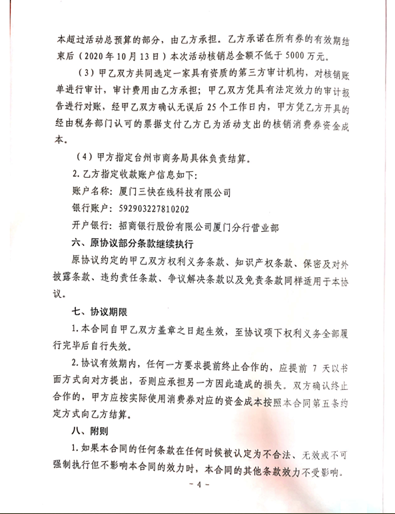 本超过活动总预算的部分，由乙方承担。乙方承诺在所有券的有效期结
束后（2020年10月13日）本次活动核销总金额不低于5000万元。
（3）甲乙双方共同选定一家具有资质的第三方审计机构，对核销账
单进行审计，审计费用由乙方承担；甲乙双方凭具有法定效力的审计报
告进行对账，经甲乙双方确认无误后25个工作日内，甲方凭乙方开具的
经由税务部门认可的票据支付乙方已为活动支出的核销消费券资金成
本。
（4）甲方指定台州市商务局具体负责结算。
2.乙方指定收款账户信息如下：
账户名称：厦门三快在线科技有限公司
银行账户：592903227810202
开户银行：招商银行股份有限公司厦门分行营业部
六、原协议部分条款继续执行
原协议约定的甲乙双方权利义务条款、知识产权条款、保密及对外
披露条款、违约责任条款、争议解决条款以及免责条款同样适用于本协
议。
七、协议期限
1.本合同自甲乙双方盖章之日起生效，至协议项下权利义务全部履
行完毕后自行失效。
2.协议有效期内，任何一方要求提前终止合作的，应提前 7 天以书
面方式向对方提出，否则应承担另一方因此造成的损失。双方确认终止
合作的，甲方应按实际使用消费券对应的资金成本按照本合同第五条约
定方式向乙方结算。
八、附则
1.如果本合同的任何条款在任何时候被认定为不合法、无效或不可
强制执行但不影响本合同的效力时，本合同的其他条款效力不受影响。
- 4 -